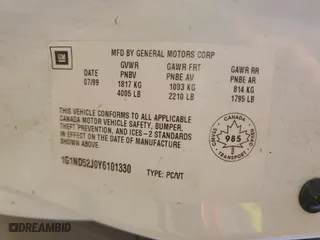 GM
MFD BY GENERAL MOTORS CORP
DATE
07/99
GVWR
PNBV
1817 KG
4005 LB
GAWR FRT
PNBE AV
1003 KG
2210 LB
GAWR RR
PNBE AR
814 KG
1795 LB
THIS VEHICLE CONFORMS TO ALL APPLICABLE
CANADA MOTOR VEHICLE SAFETY, BUMPER,
THEFT PREVENTION, AND ICES-2 STANDARDS
IN EFFECT ON THE DATE OF MANUFACTURE
SHOWN ABOVE.
CANADA
985
1G1ND52J0Y6101330
TYPE: PC/VT
DREAMBID